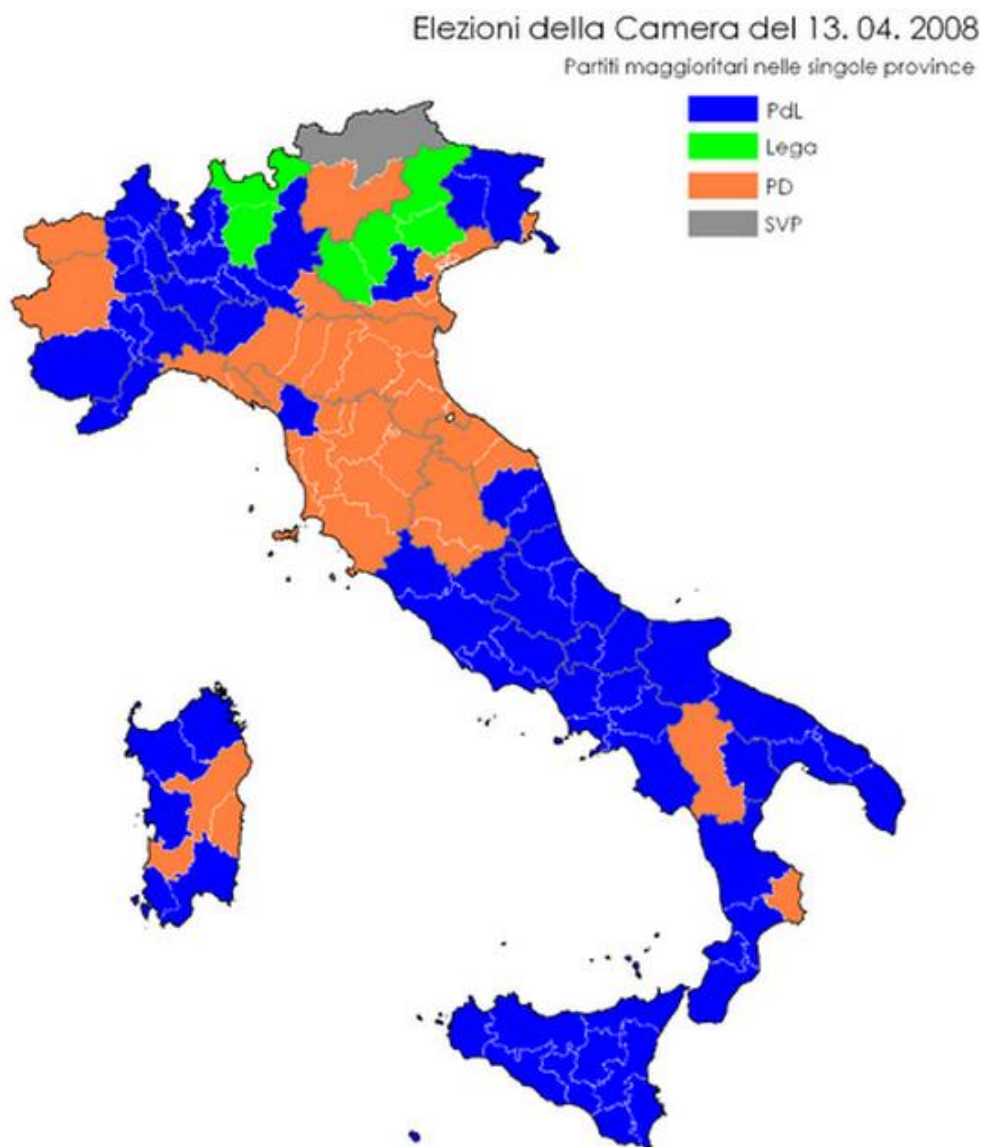 Elezioni della Camera del 13. 04. 2008
Partiti maggioritari nelle singole province
PdL
Lega
PD
SVP